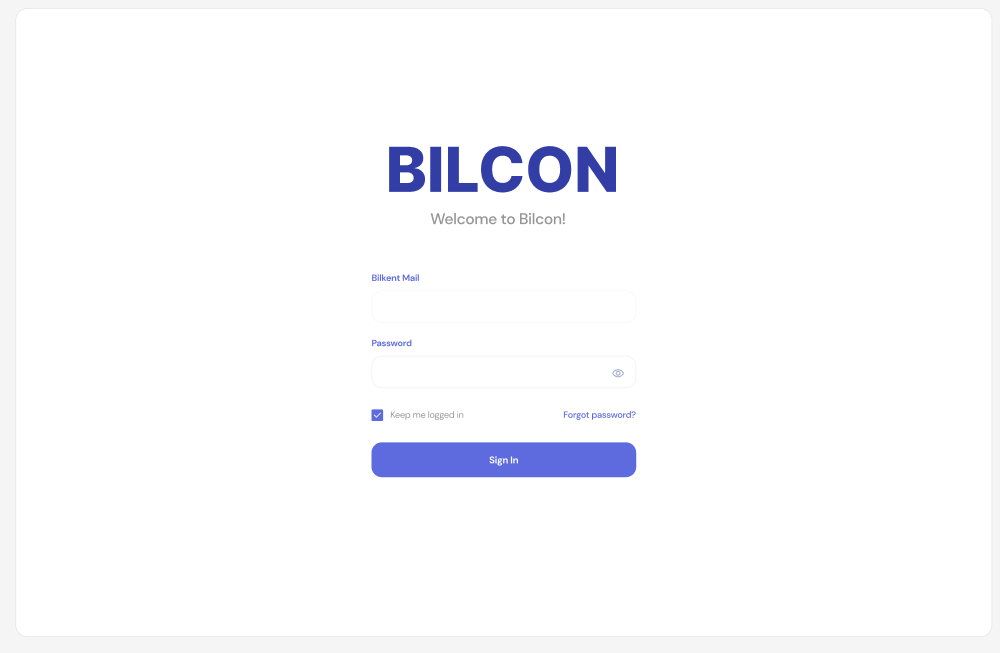 BILCON
Welcome to Bilcon!
Bilkent Mail
Password
Keep me logged in
Forgot password?
Sign In